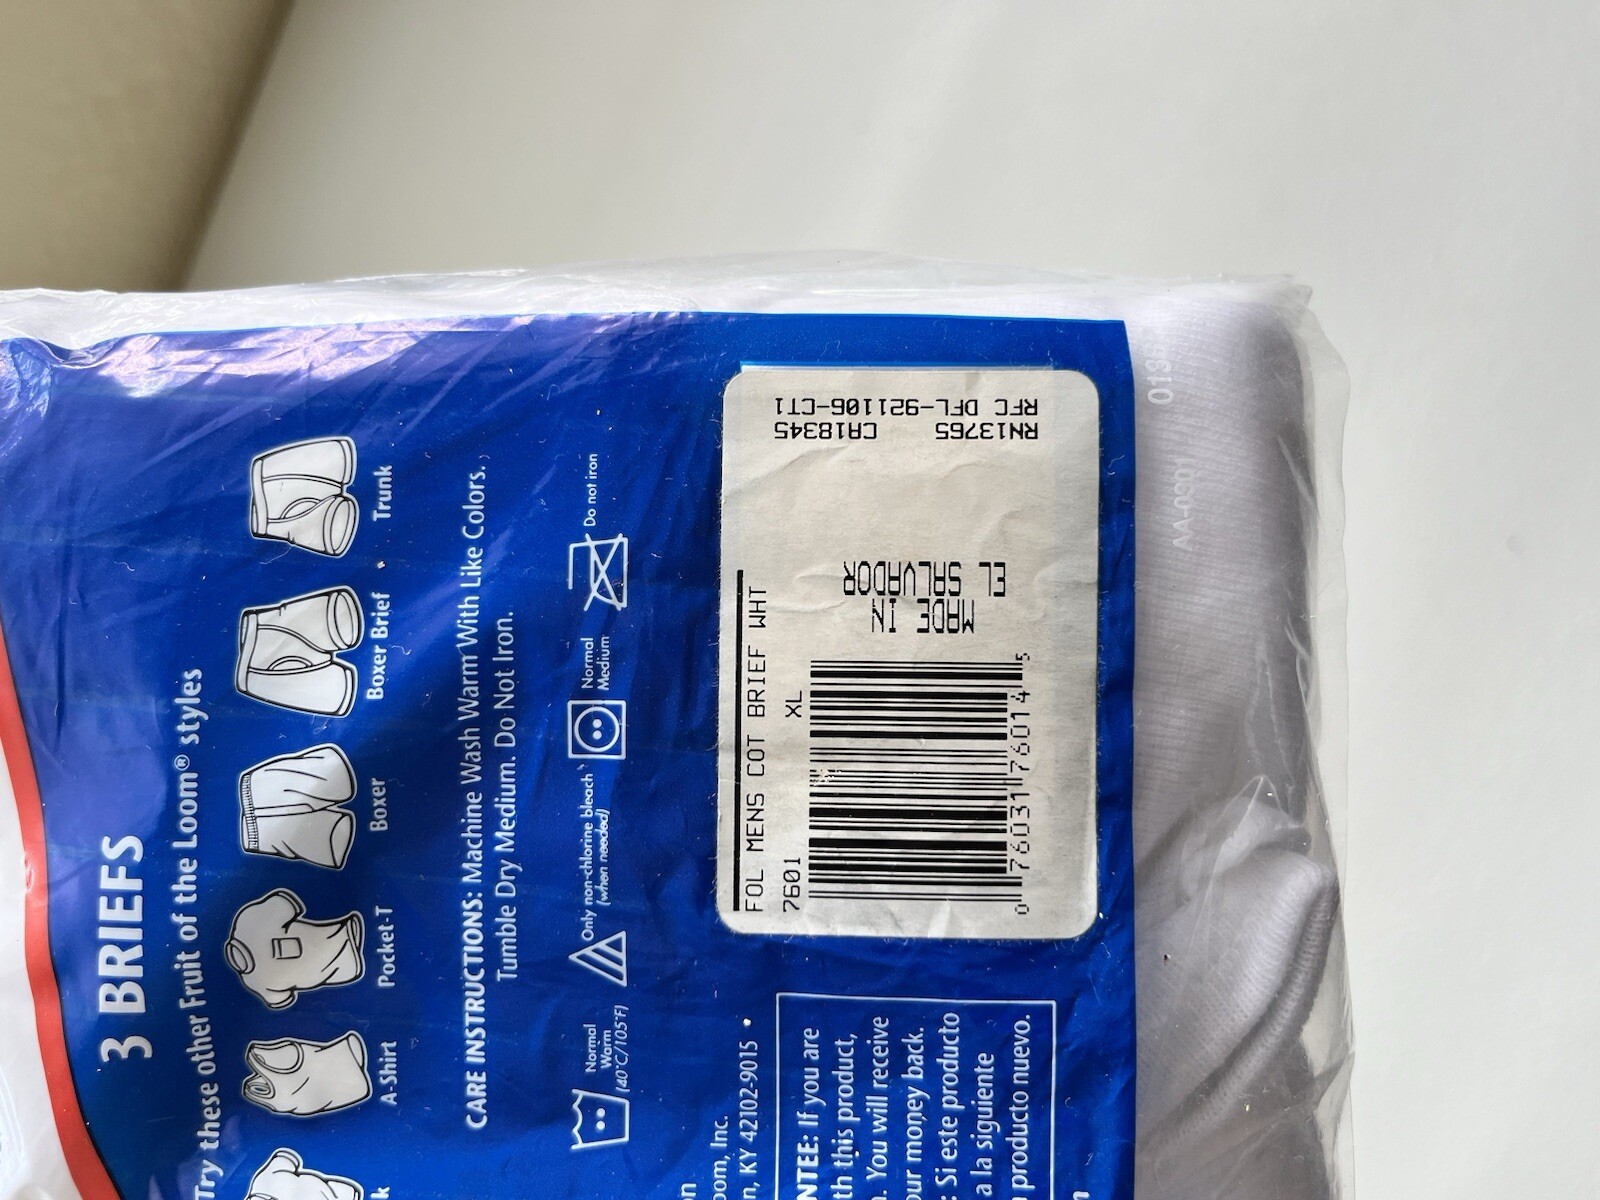 3 BRIEFS
Try these other Fruit of the Loom® styles
A-Shirt
Pocket-T
Boxer
Boxer Brief
Trunk
CARE INSTRUCTIONS: Machine Wash Warm With Like Colors.
Tumble Dry Medium. Do Not Iron.
Normal
Warm
(40°C/105°F)
Only non-chlorine bleach
(when needed)
Normal
Medium
Do not iron
oom, Inc.
n, KY 42102-9015 •
NTEE: If you are
th this product,
. You will receive
our money back.
: Si este producto
a la siguiente
producto nuevo.
FOL MENS COT BRIEF WHT
7601 XL
0 76031 76014 5
MADE IN
EL SALVADOR
RN13765 CA18345
RFC DFL-921106-CT1
AA-0901